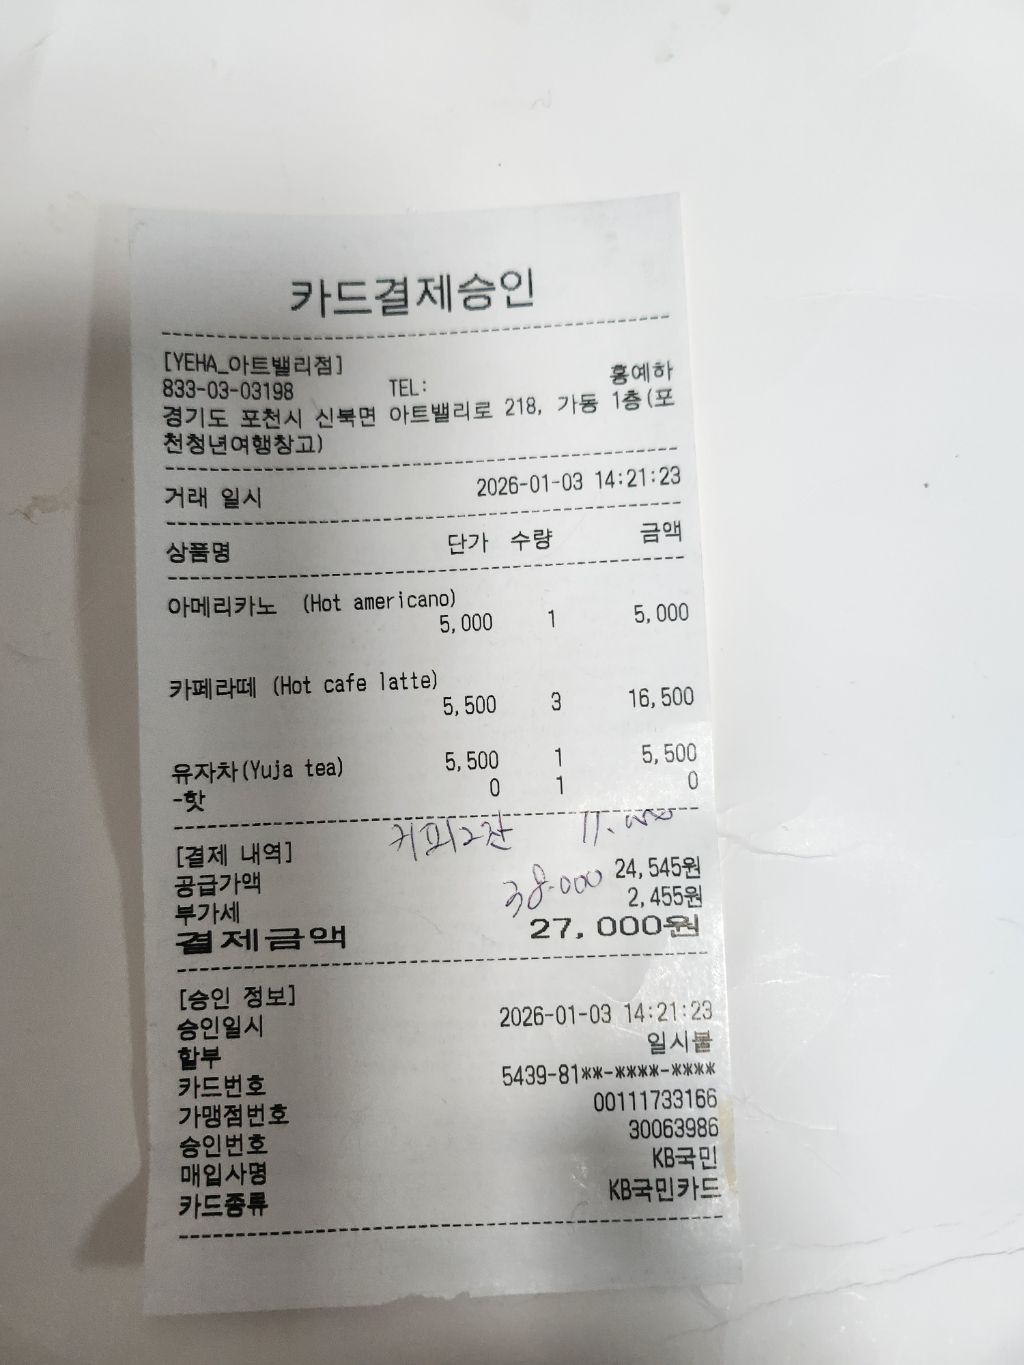 카드결제승인
[YEHA_아트밸리점]
833-03-03198 TEL: 홍예하
경기도 포천시 신북면 아트밸리로 218, 가동 1층(포
천청년여행창고)
거래 일시 2026-01-03 14:21:23
상품명 단가 수량 금액
아메리카노 (Hot americano)
5,000 1 5,000
카페라떼 (Hot cafe latte)
5,500 3 16,500
유자차(Yuja tea) 5,500 1 5,500
-핫 0 1 0
커피2잔 11.000
[결제 내역]
공급가액 24,545원
38.000
부가세 2,455원
결제금액 27,000원
[승인 정보]
승인일시 2026-01-03 14:21:23
할부 일시불
카드번호 5439-81**-****-****
가맹점번호 00111733166
승인번호 30063986
매입사명 KB국민
카드종류 KB국민카드